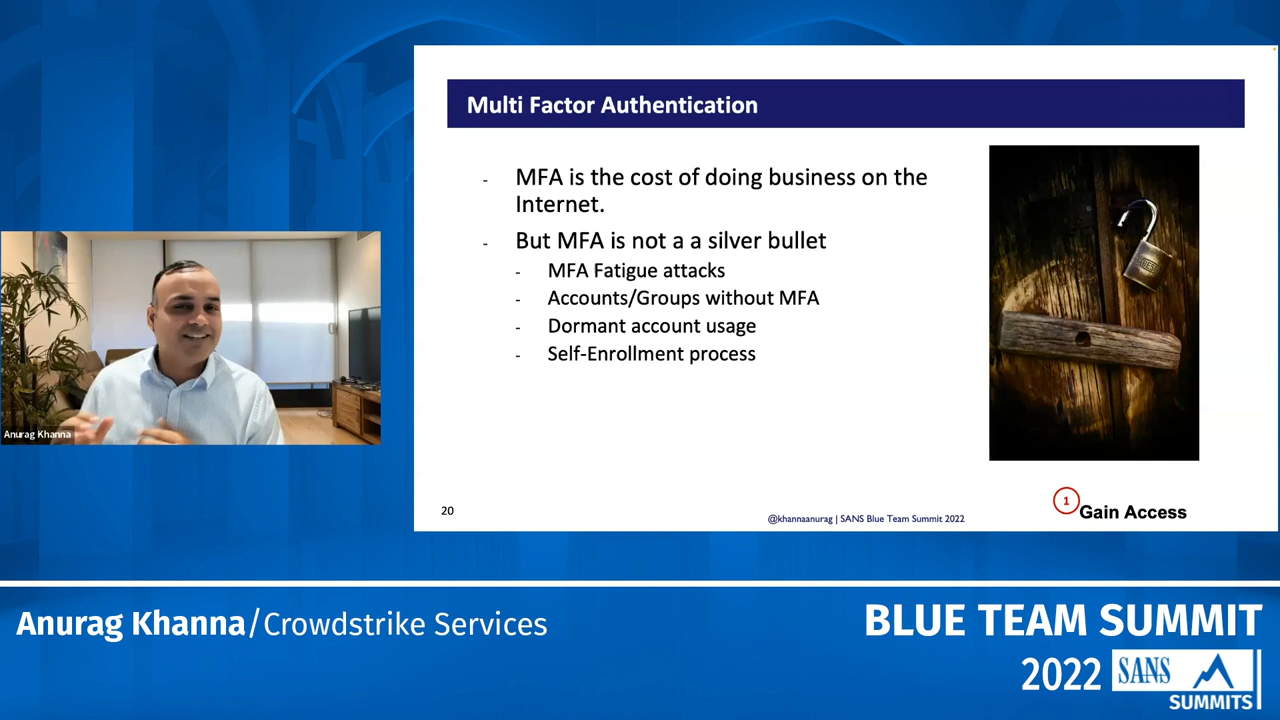 Multi Factor Authentication
- MFA is the cost of doing business on the
Internet.
- But MFA is not a a silver bullet
- MFA Fatigue attacks
- Accounts/Groups without MFA
- Dormant account usage
- Self-Enrollment process
BEST
20
@khannaanurag | SANS Blue Team Summit 2022
1 Gain Access
Anurag Khanna
Anurag Khanna/Crowdstrike Services
BLUE TEAM SUMMIT
2022 SANS
SUMMITS